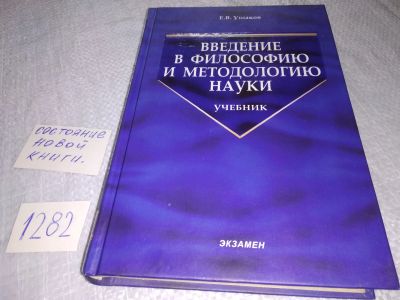 Е.В. Ушаков
ВВЕДЕНИЕ
В ФИЛОСОФИЮ
И МЕТОДОЛОГИЮ
НАУКИ
УЧЕБНИК
ЭКЗАМЕН
СОСТОЯНИЕ
НОВОЙ
КНИГИ.
1282